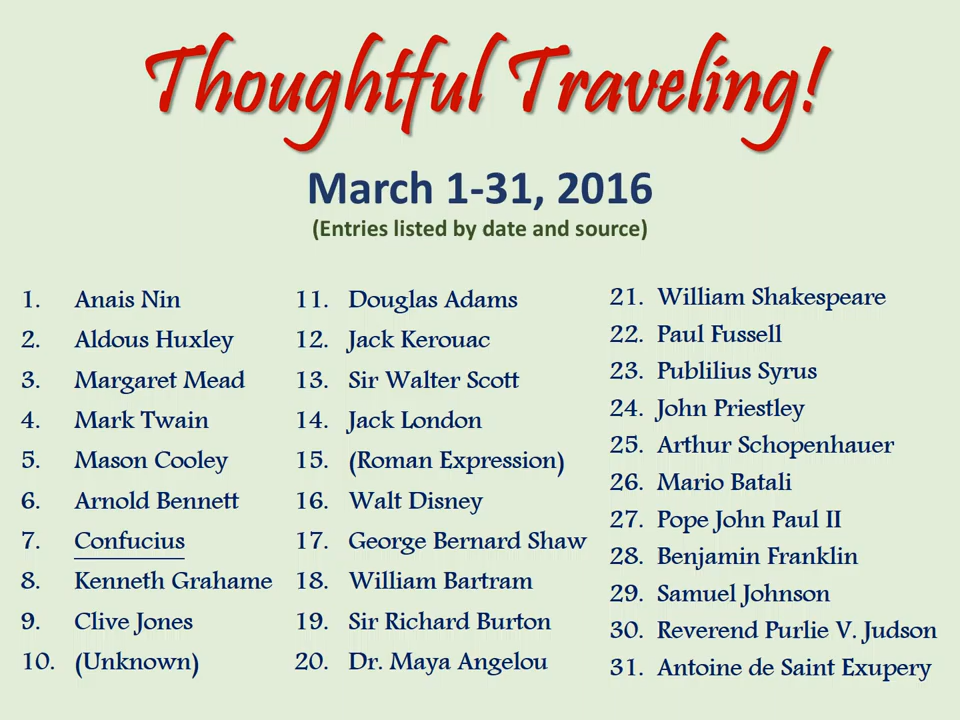 Thoughtful Traveling!
March 1-31, 2016
(Entries listed by date and source)
1. Anais Nin
2. Aldous Huxley
3. Margaret Mead
4. Mark Twain
5. Mason Cooley
6. Arnold Bennett
7. Confucius
8. Kenneth Grahame
9. Clive Jones
10. (Unknown)
11. Douglas Adams
12. Jack Kerouac
13. Sir Walter Scott
14. Jack London
15. (Roman Expression)
16. Walt Disney
17. George Bernard Shaw
18. William Bartram
19. Sir Richard Burton
20. Dr. Maya Angelou
21. William Shakespeare
22. Paul Fussell
23. Publilius Syrus
24. John Priestley
25. Arthur Schopenhauer
26. Mario Batali
27. Pope John Paul II
28. Benjamin Franklin
29. Samuel Johnson
30. Reverend Purlie V. Judson
31. Antoine de Saint Exupery